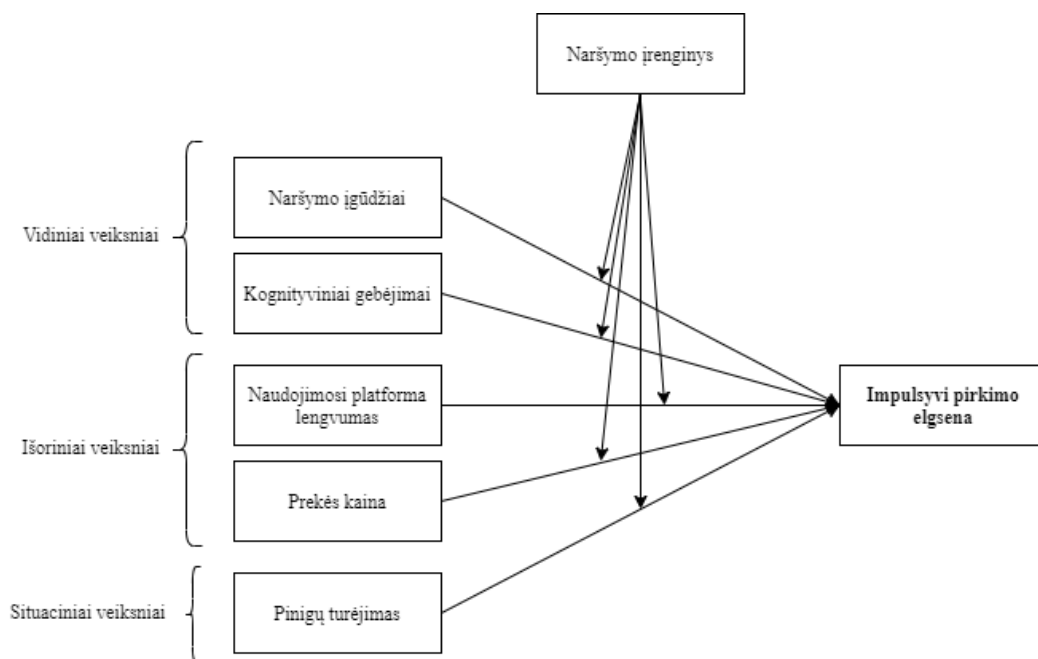 Naršymo įrenginys
Vidiniai veiksniai
Naršymo įgūdžiai
Kognityviniai gebėjimai
Išoriniai veiksniai
Naudojimosi platforma
lengvumas
Prekės kaina
Situaciniai veiksniai
Pinigų turėjimas
Impulsyvi pirkimo
elgsena